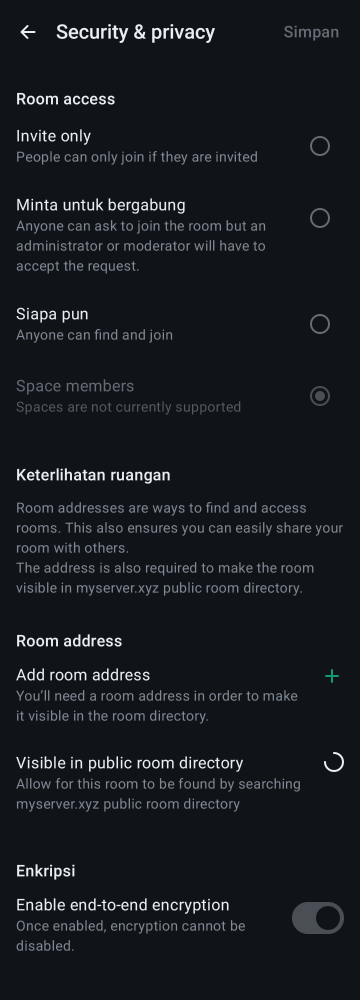 Security & privacy
Simpan
Room access
Invite only
People can only join if they are invited
Minta untuk bergabung
Anyone can ask to join the room but an
administrator or moderator will have to
accept the request.
Siapa pun
Anyone can find and join
Space members
Spaces are not currently supported
Keterlihatan ruangan
Room addresses are ways to find and access
rooms. This also ensures you can easily share your
room with others.
The address is also required to make the room
visible in myserver.xyz public room directory.
Room address
Add room address
You’ll need a room address in order to make
it visible in the room directory.
Visible in public room directory
Allow for this room to be found by searching
myserver.xyz public room directory
Enkripsi
Enable end-to-end encryption
Once enabled, encryption cannot be
disabled.